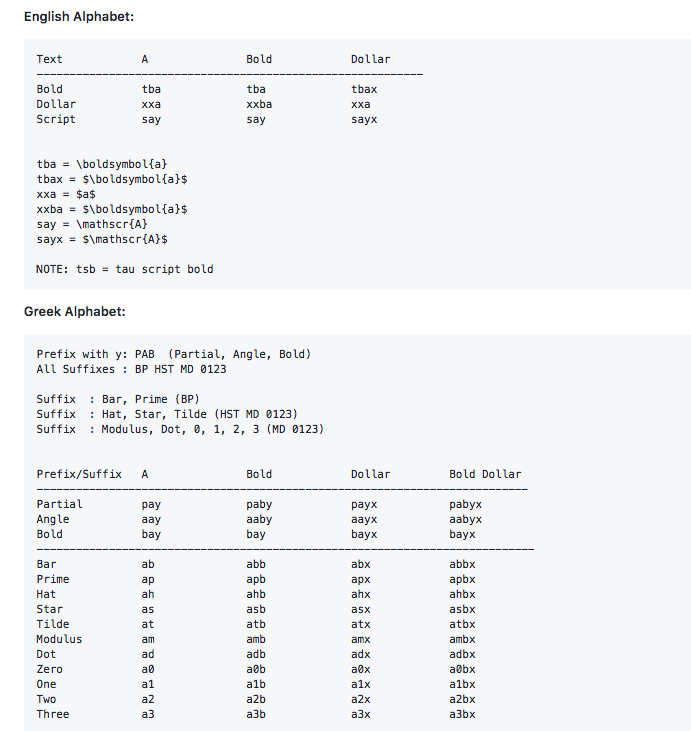 English Alphabet:
Text A Bold Dollar
Bold tba tba tbax
Dollar xxa xxba xxa
Script say say sayx
tba = \boldsymbol{a}
tbax = $\boldsymbol{a}$
xxa = $a$
xxba = $\boldsymbol{a}$
say = \mathscr{A}
sayx = $\mathscr{A}$
NOTE: tsb = tau script bold
Greek Alphabet:
Prefix with y: PAB (Partial, Angle, Bold)
All Suffixes : BP HST MD 0123
Suffix : Bar, Prime (BP)
Suffix : Hat, Star, Tilde (HST MD 0123)
Suffix : Modulus, Dot, 0, 1, 2, 3 (MD 0123)
Prefix/Suffix A Bold Dollar Bold Dollar
Partial pay paby payx pabyx
Angle aay aaby aayx aabyx
Bold bay bay bayx bayx
Bar ab abb abx abbx
Prime ap apb apx apbx
Hat ah ahb ahx ahbx
Star as asb asx asbx
Tilde at atb atx atbx
Modulus am amb amx ambx
Dot ad adb adx adbx
Zero a0 a0b a0x a0bx
One a1 a1b a1x a1bx
Two a2 a2b a2x a2bx
Three a3 a3b a3x a3bx